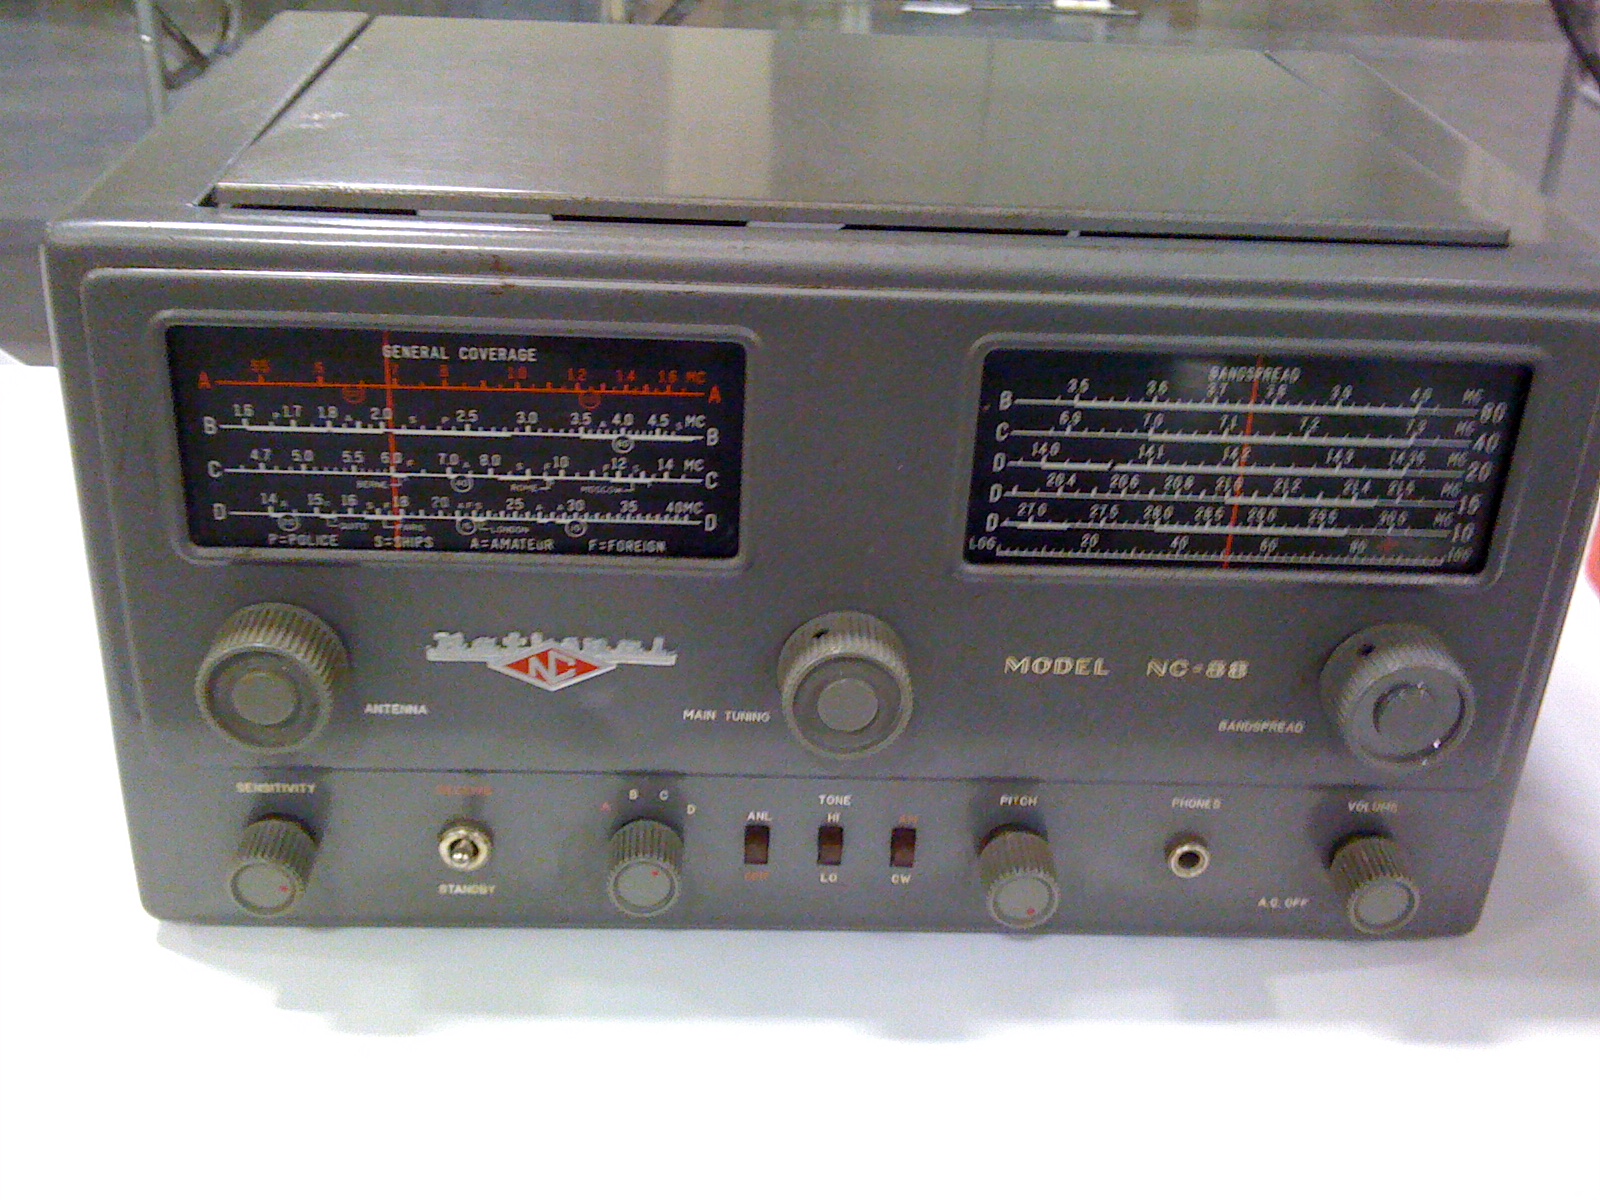 GENERAL COVERAGE
A .55 .6 .7 .8 1.0 1.2 1.4 1.6 MC A
B 1.6 1.7 1.8 2.0 2.5 3.0 3.5 4.0 4.5 MC B
C 4.7 5.0 5.5 6.0 7.0 8.0 10 12 14 MC C
BERNE ROME MOSCOW
D 14 15 16 18 20 25 30 35 40MC D
QUITO PARIS LONDON
P=POLICE S=SHIPS A=AMATEUR F=FOREIGN
BANDSPREAD
B 3.5 3.6 3.7 3.8 3.9 4.0 MC 80
C 6.9 7.0 7.1 7.2 7.3 MC 40
D 14.0 14.1 14.2 14.3 MC 20
D 20.4 20.6 20.8 21.0 21.2 21.4 21.6 MC 15
D 27.0 27.5 28.0 28.5 29.0 29.5 MC 10
LOG 20 40 60 80 100
National
NC
MODEL NC-88
ANTENNA
MAIN TUNING
BANDSPREAD
SENSITIVITY
STANDBY
A B C D
ANL
TONE
HI
LO
CW
PITCH
PHONES
VOLUME
A.C. OFF